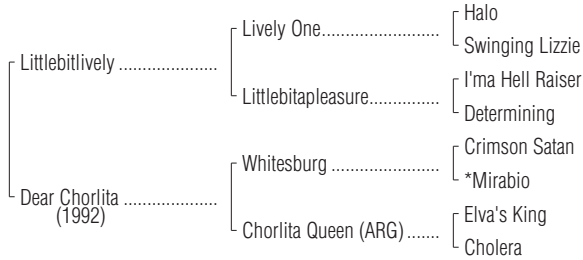 Halo
Lively One
Swinging Lizzie
Littlebitlively
I'ma Hell Raiser
Littlebitapleasure
Determining
Crimson Satan
Whitesburg
*Mirabio
Dear Chorlita
(1992)
Elva's King
Chorlita Queen (ARG)
Cholera